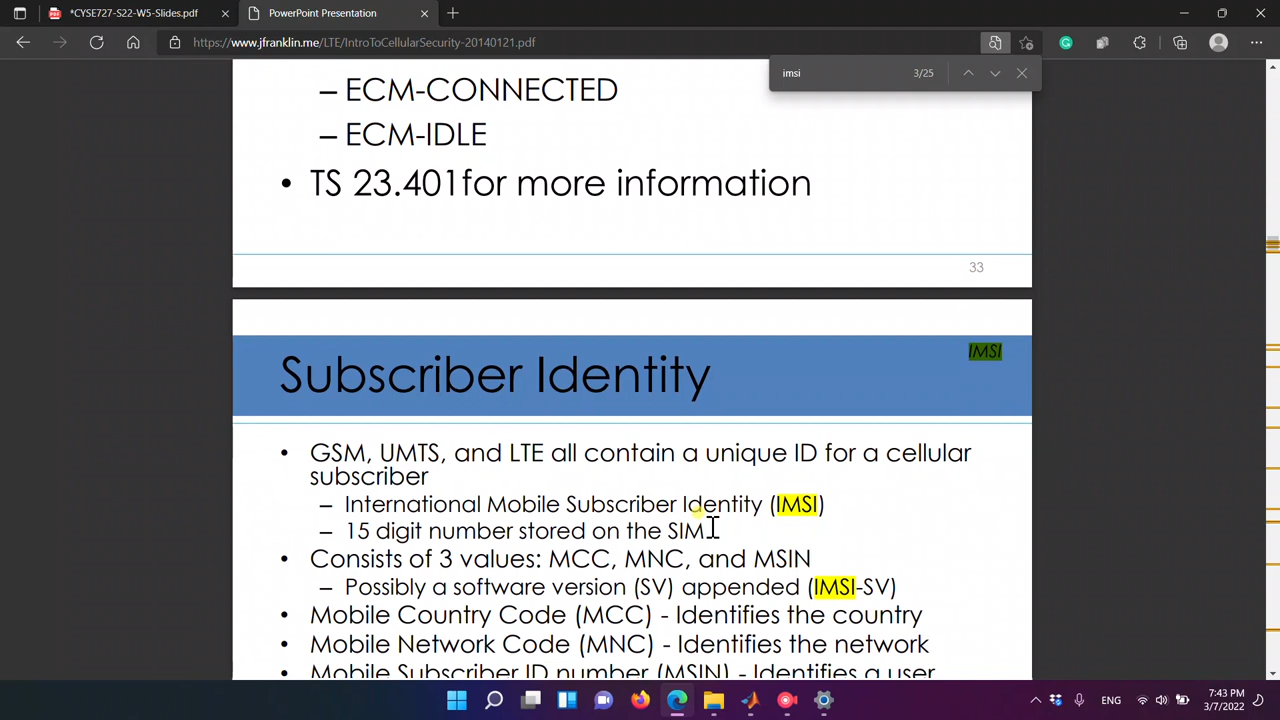 *CYSE727-S22-W5-Slides.pdf
PowerPoint Presentation
https://www.jfranklin.me/LTE/IntroToCellularSecurity-20140121.pdf
imsi
3/25
– ECM-CONNECTED
– ECM-IDLE
• TS 23.401for more information
33
IMSI
Subscriber Identity
• GSM, UMTS, and LTE all contain a unique ID for a cellular
subscriber
– International Mobile Subscriber Identity (IMSI)
– 15 digit number stored on the SIM
• Consists of 3 values: MCC, MNC, and MSIN
– Possibly a software version (SV) appended (IMSI-SV)
• Mobile Country Code (MCC) - Identifies the country
• Mobile Network Code (MNC) - Identifies the network
• Mobile Subscriber ID number (MSIN) - Identifies a user
ENG
7:43 PM
3/7/2022